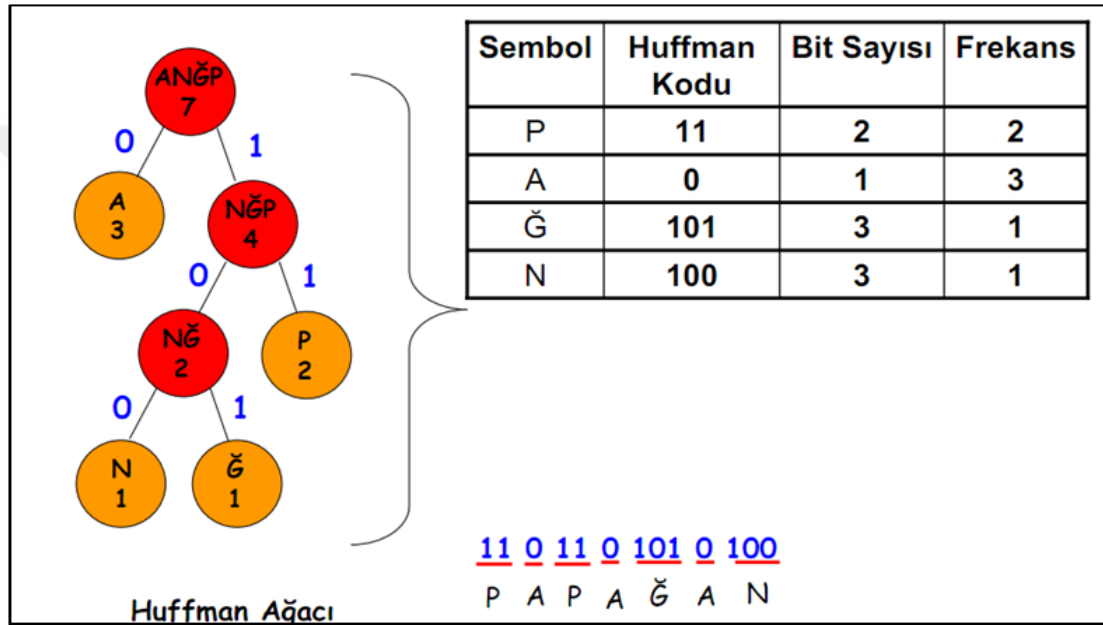 ANĞP
7
0 1
A
3
NĞP
4
0 1
NĞ
2
P
2
0 1
N
1
Ğ
1
Huffman Ağacı
Sembol Huffman Kodu Bit Sayısı Frekans
P 11 2 2
A 0 1 3
Ğ 101 3 1
N 100 3 1
11 0 11 0 101 0 100
P A P A Ğ A N